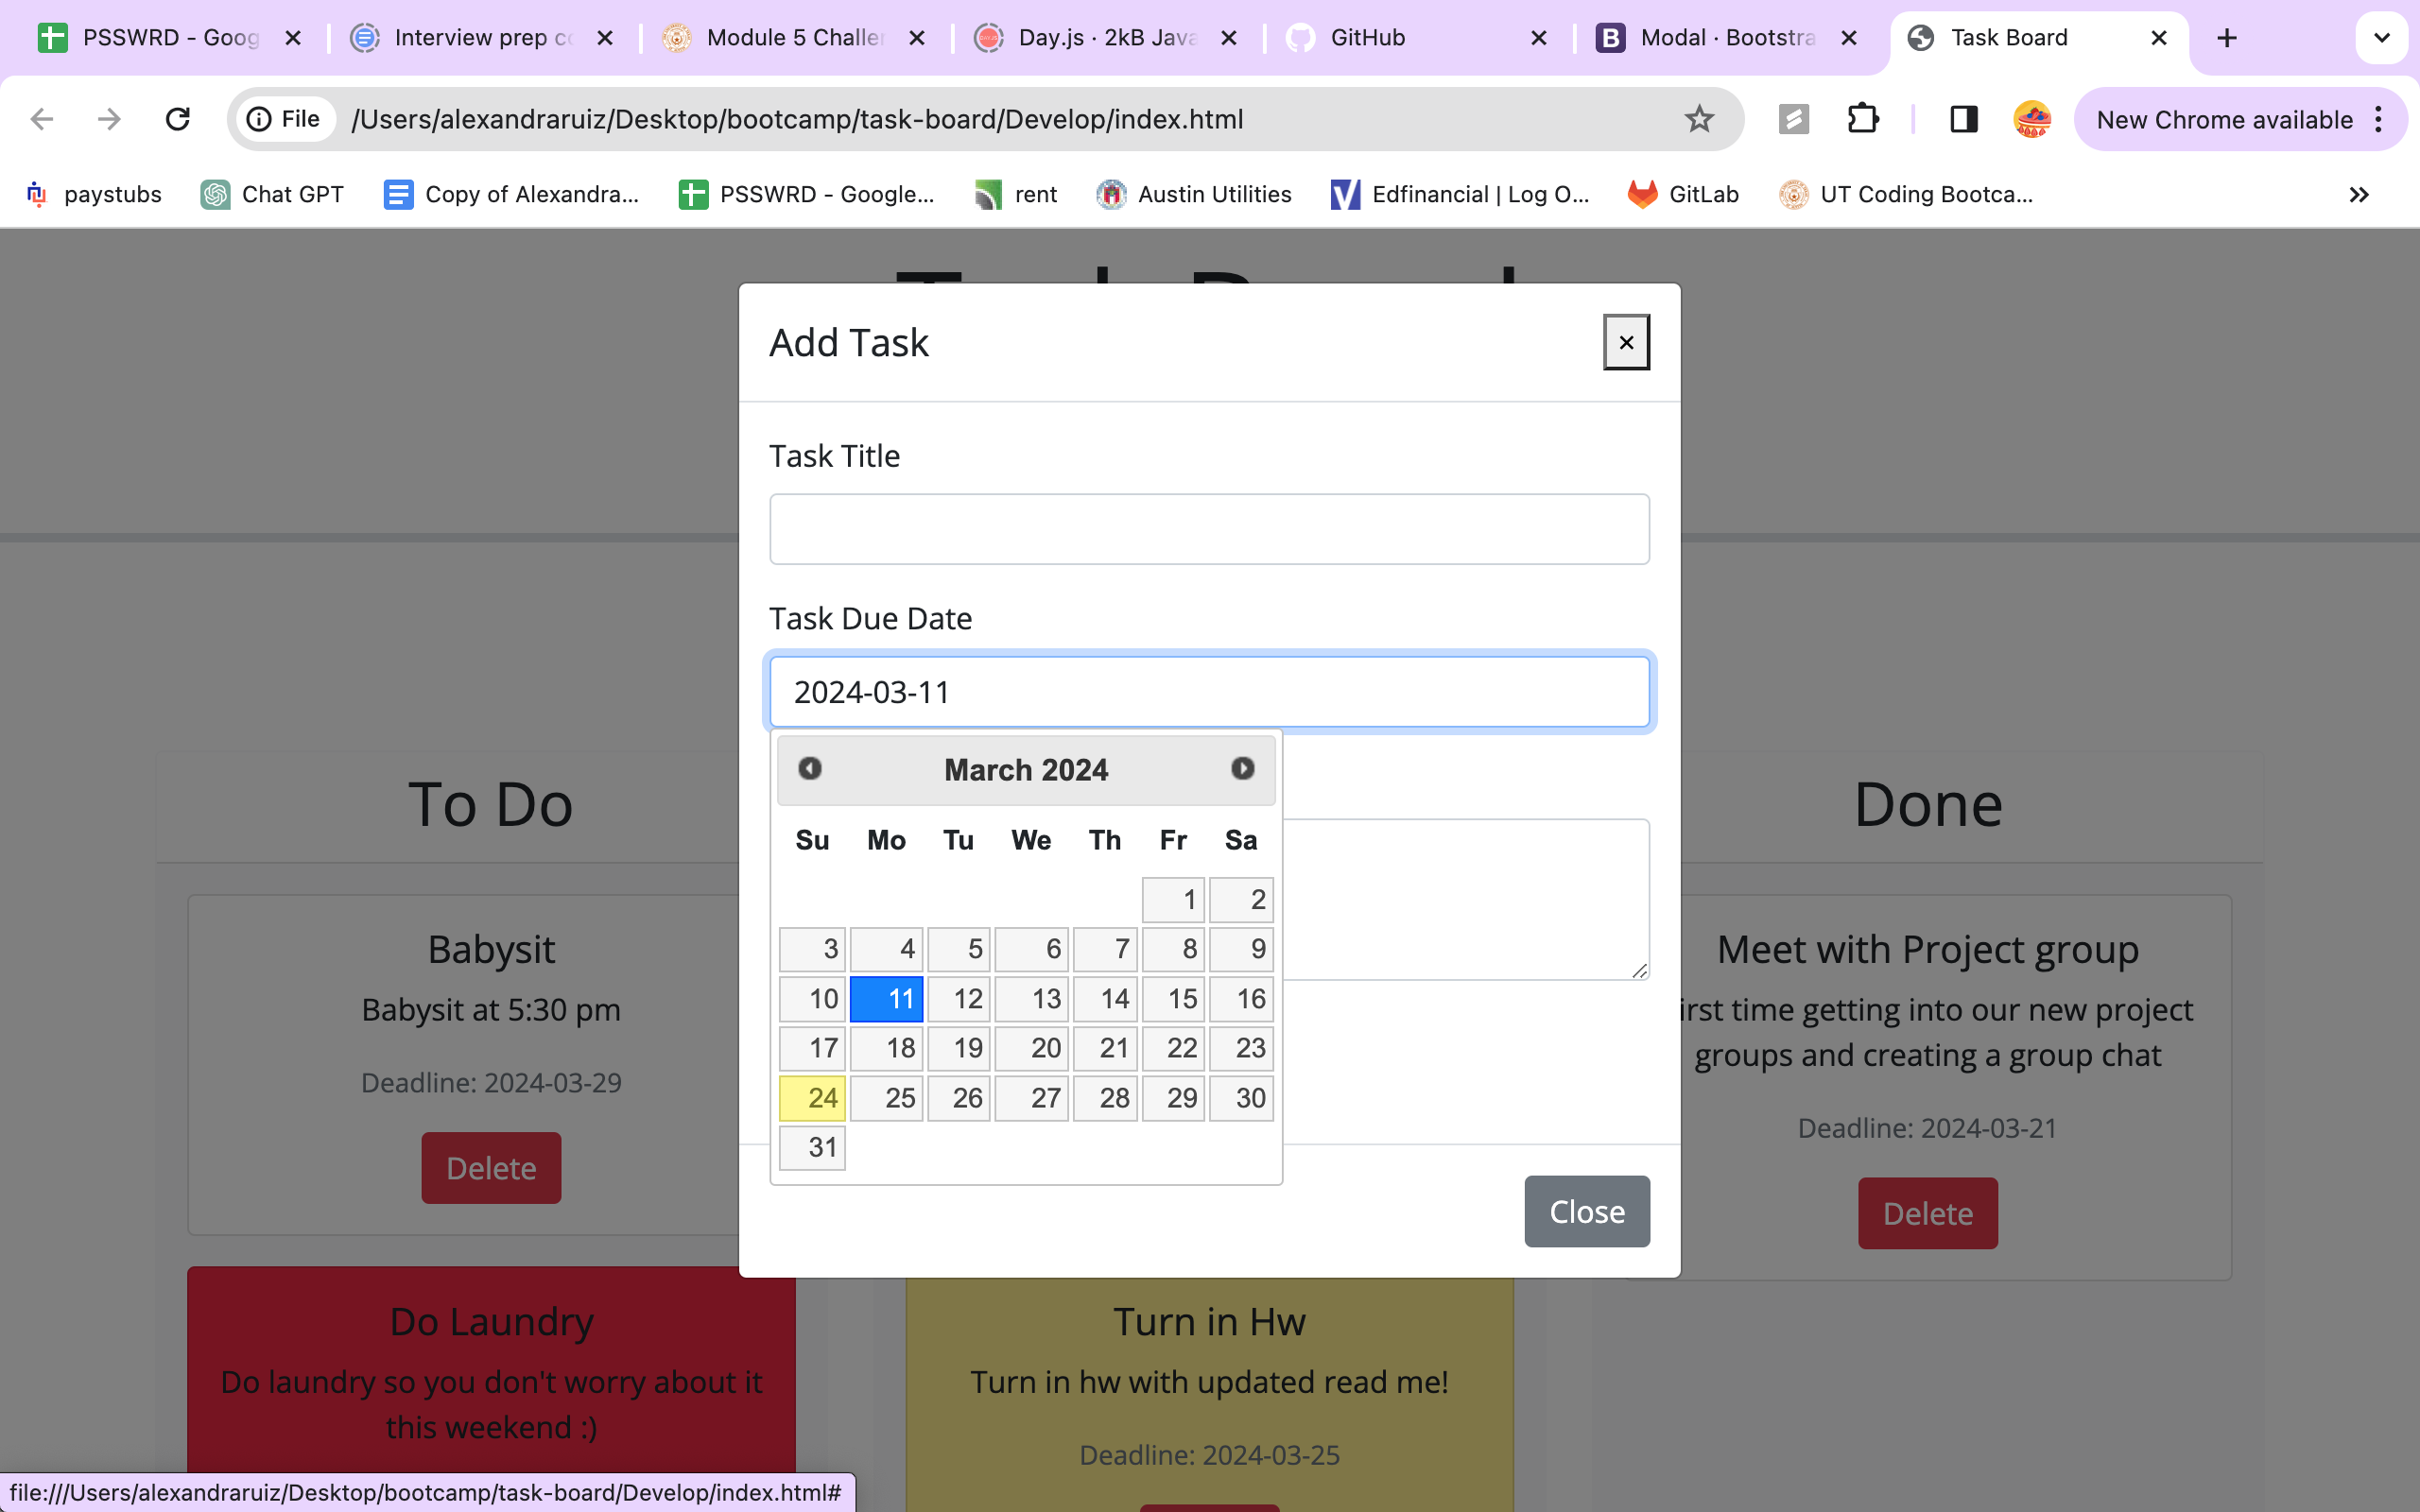 PSSWRD - Goog
Interview prep c
Module 5 Challe
Day.js · 2kB Java
GitHub
Modal · Bootstra
Task Board
File
/Users/alexandraruiz/Desktop/bootcamp/task-board/Develop/index.html
New Chrome available
paystubs
Chat GPT
Copy of Alexandra...
PSSWRD - Google...
rent
Austin Utilities
Edfinancial | Log O...
GitLab
UT Coding Bootca...
Add Task
×
Task Title
Task Due Date
2024-03-11
March 2024
Su Mo Tu We Th Fr Sa
1 2
3 4 5 6 7 8 9
10 11 12 13 14 15 16
17 18 19 20 21 22 23
24 25 26 27 28 29 30
31
Close
To Do
Babysit
Babysit at 5:30 pm
Deadline: 2024-03-29
Delete
Do Laundry
Do laundry so you don't worry about it
this weekend :)
Turn in Hw
Turn in hw with updated read me!
Deadline: 2024-03-25
Done
Meet with Project group
irst time getting into our new project
groups and creating a group chat
Deadline: 2024-03-21
Delete
file:///Users/alexandraruiz/Desktop/bootcamp/task-board/Develop/index.html#